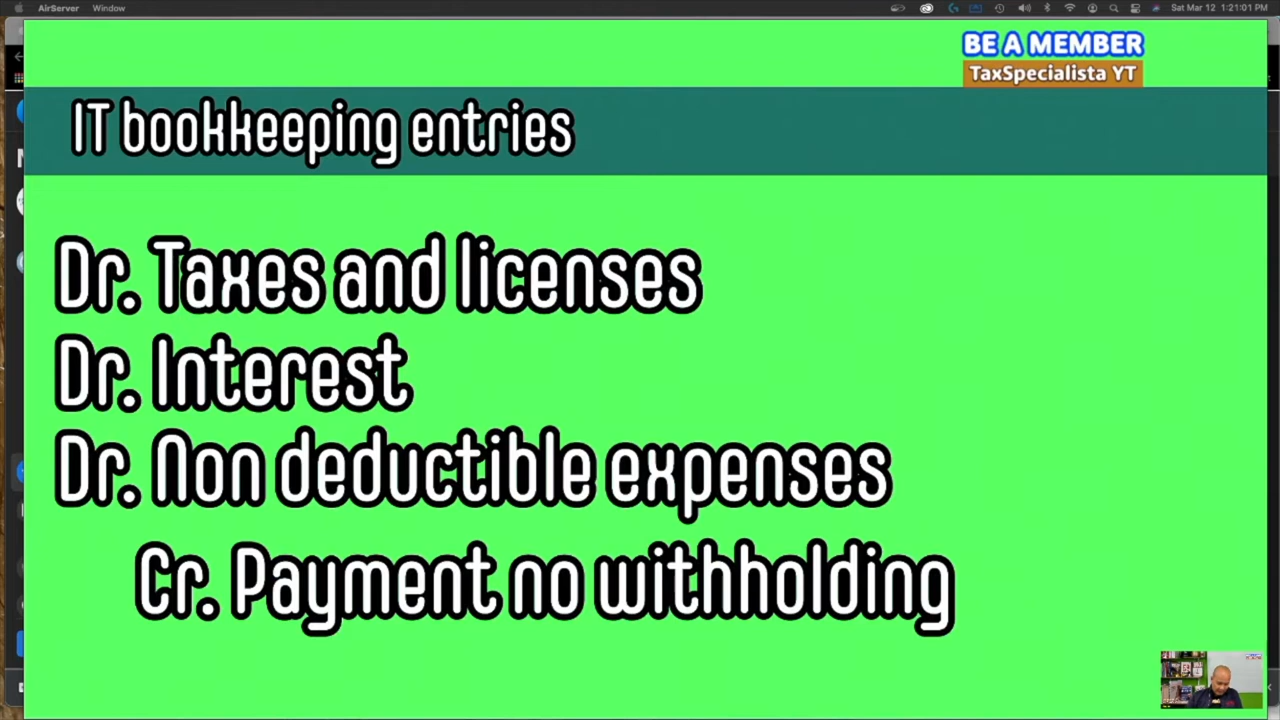 AirServer Window Sat Mar 12 1:21:01 PM
BE A MEMBER
TaxSpecialista YT
IT bookkeeping entries
Dr. Taxes and licenses
Dr. Interest
Dr. Non deductible expenses
Cr. Payment no withholding